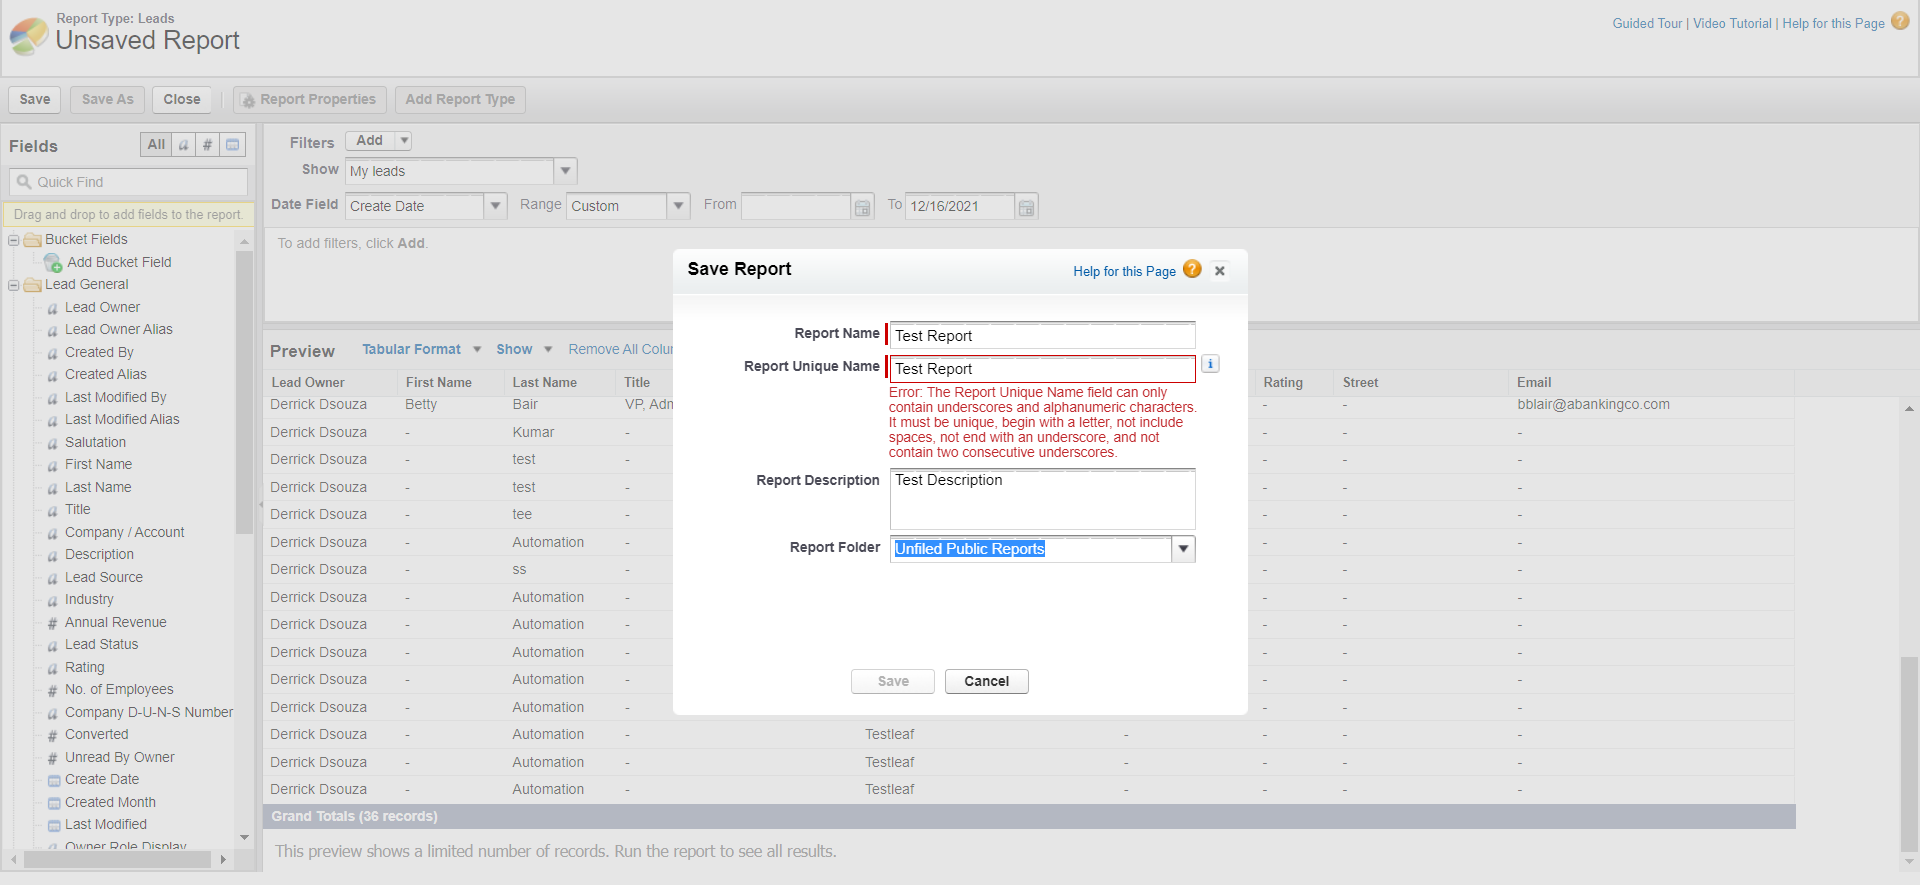 Report Type: Leads
Unsaved Report
Guided Tour | Video Tutorial | Help for this Page ?
Save
Save As
Close
Report Properties
Add Report Type
Fields
All
a
#
Quick Find
Drag and drop to add fields to the report.
Bucket Fields
Add Bucket Field
Lead General
a Lead Owner
a Lead Owner Alias
a Created By
a Created Alias
a Last Modified By
a Last Modified Alias
a Salutation
a First Name
a Last Name
a Title
a Company / Account
a Description
a Lead Source
a Industry
# Annual Revenue
a Lead Status
a Rating
# No. of Employees
a Company D-U-N-S Number
# Converted
# Unread By Owner
Create Date
Created Month
Last Modified
Owner Role Display
Filters Add
Show My leads
Date Field Create Date Range Custom From To 12/16/2021
To add filters, click Add.
Preview Tabular Format Show Remove All Colu
Lead Owner First Name Last Name Title Rating Street Email
Derrick Dsouza Betty Bair VP, Adm - - bblair@abankingco.com
Derrick Dsouza - Kumar - - - -
Derrick Dsouza - test - - - -
Derrick Dsouza - test - - - -
Derrick Dsouza - tee - - - -
Derrick Dsouza - Automation - - - -
Derrick Dsouza - ss - - - -
Derrick Dsouza - Automation - - - -
Derrick Dsouza - Automation - - - -
Derrick Dsouza - Automation - - - -
Derrick Dsouza - Automation - - - -
Derrick Dsouza - Automation - - - -
Derrick Dsouza - Automation - Testleaf - - - -
Derrick Dsouza - Automation - Testleaf - - - -
Derrick Dsouza - Automation - Testleaf - - - -
Grand Totals (36 records)
This preview shows a limited number of records. Run the report to see all results.
Save Report
Help for this Page ?
Report Name Test Report
Report Unique Name Test Report i
Error: The Report Unique Name field can only
contain underscores and alphanumeric characters.
It must be unique, begin with a letter, not include
spaces, not end with an underscore, and not
contain two consecutive underscores.
Report Description Test Description
Report Folder Unfiled Public Reports
Save
Cancel